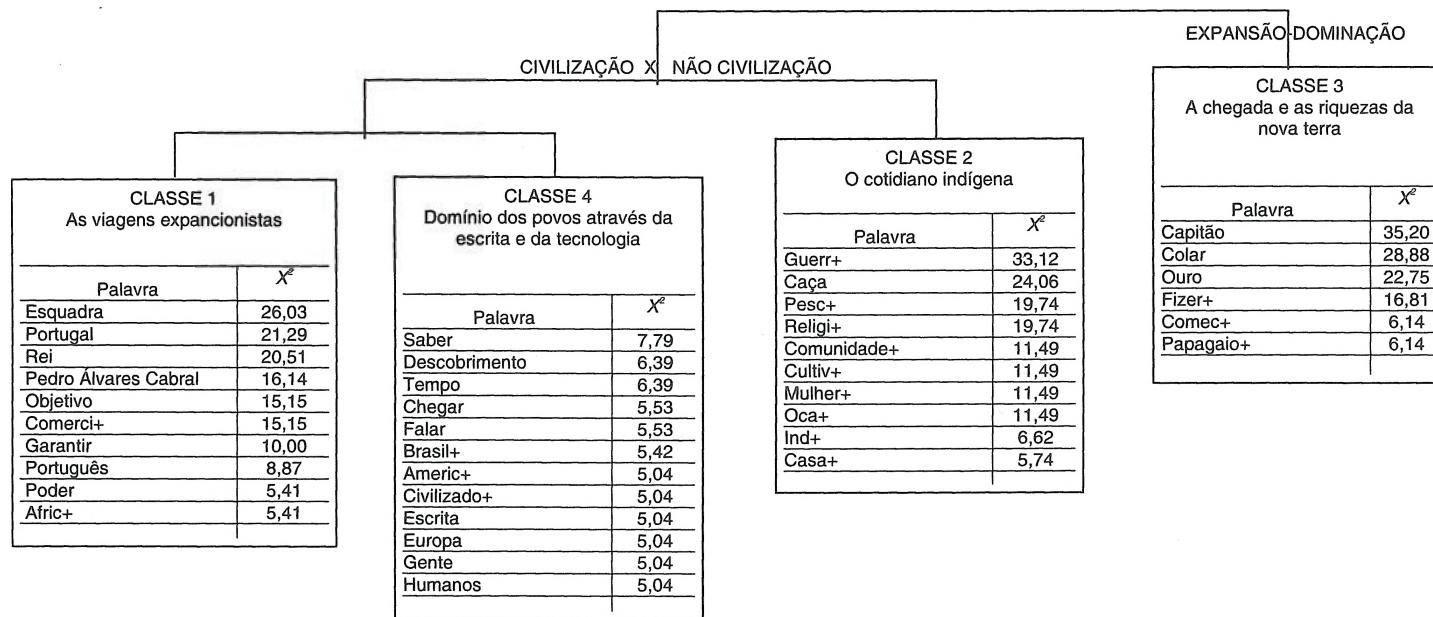 EXPANSÃO-DOMINAÇÃO
CIVILIZAÇÃO X NÃO CIVILIZAÇÃO
CLASSE 1
As viagens expancionistas
Palavra X²
Esquadra 26,03
Portugal 21,29
Rei 20,51
Pedro Álvares Cabral 16,14
Objetivo 15,15
Comerci+ 15,15
Garantir 10,00
Português 8,87
Poder 5,41
Afric+ 5,41
CLASSE 4
Domínio dos povos através da
escrita e da tecnologia
Palavra X²
Saber 7,79
Descobrimento 6,39
Tempo 6,39
Chegar 5,53
Falar 5,53
Brasil+ 5,42
Americ+ 5,04
Civilizado+ 5,04
Escrita 5,04
Europa 5,04
Gente 5,04
Humanos 5,04
CLASSE 2
O cotidiano indígena
Palavra X²
Guerr+ 33,12
Caça 24,06
Pesc+ 19,74
Religi+ 19,74
Comunidade+ 11,49
Cultiv+ 11,49
Mulher+ 11,49
Oca+ 11,49
Ind+ 6,62
Casa+ 5,74
CLASSE 3
A chegada e as riquezas da
nova terra
Palavra X²
Capitão 35,20
Colar 28,88
Ouro 22,75
Fizer+ 16,81
Comec+ 6,14
Papagaio+ 6,14